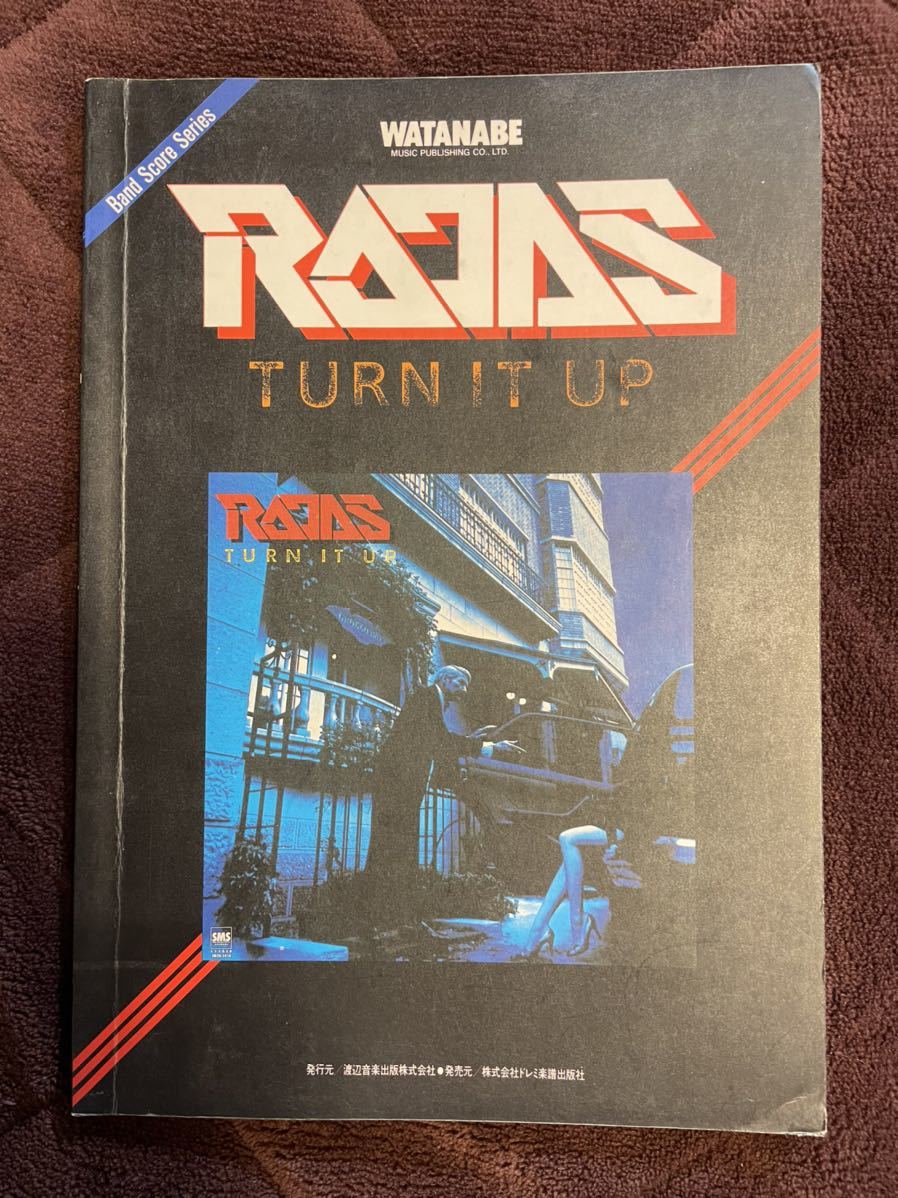 Band Score Series
WATANABE
MUSIC PUBLISHING CO., LTD.
RAJAS
TURN IT UP
RAJAS
TURN IT UP
SMS
発行元/渡辺音楽出版株式会社●発売元/株式会社ドレミ楽譜出版社